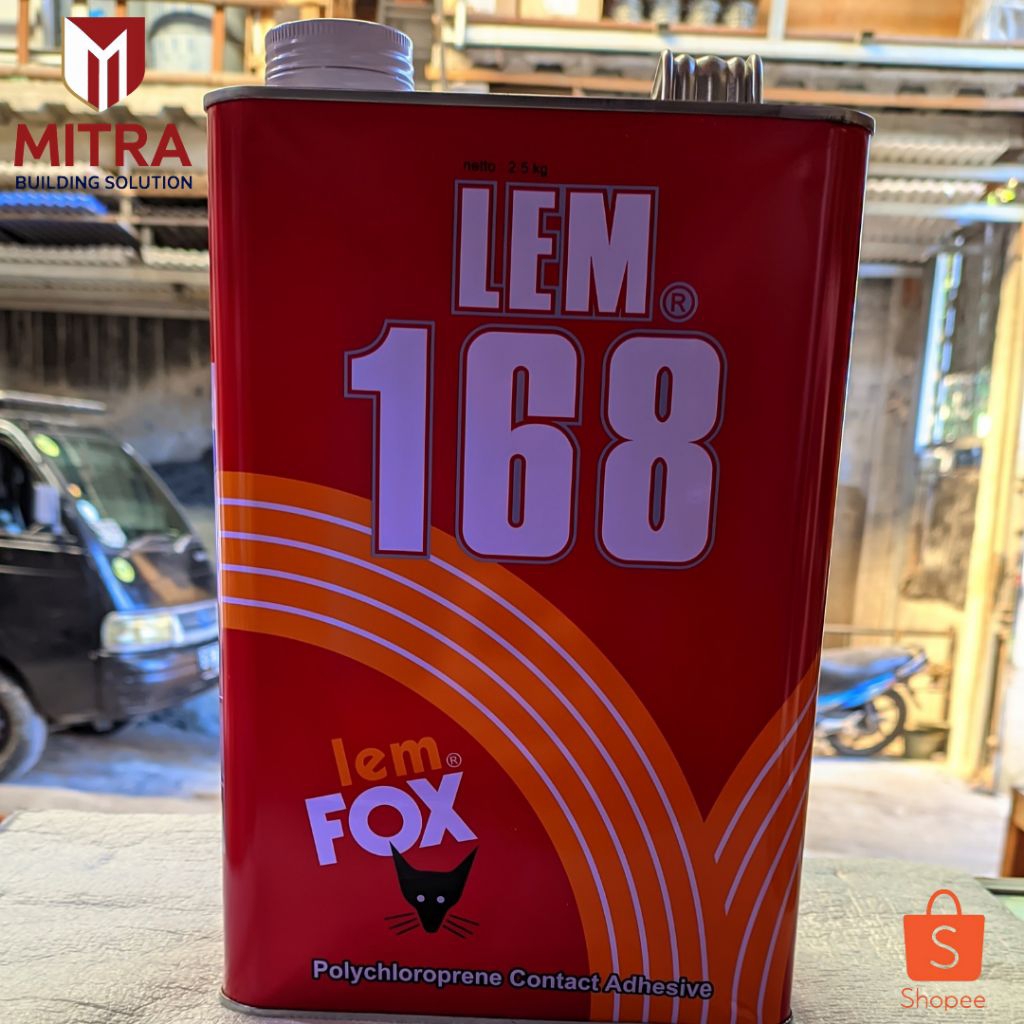 MITRA
BUILDING SOLUTION
netto : 2.5 kg
LEM®
168
lem®
FOX
Polychloroprene Contact Adhesive
S
Shopee